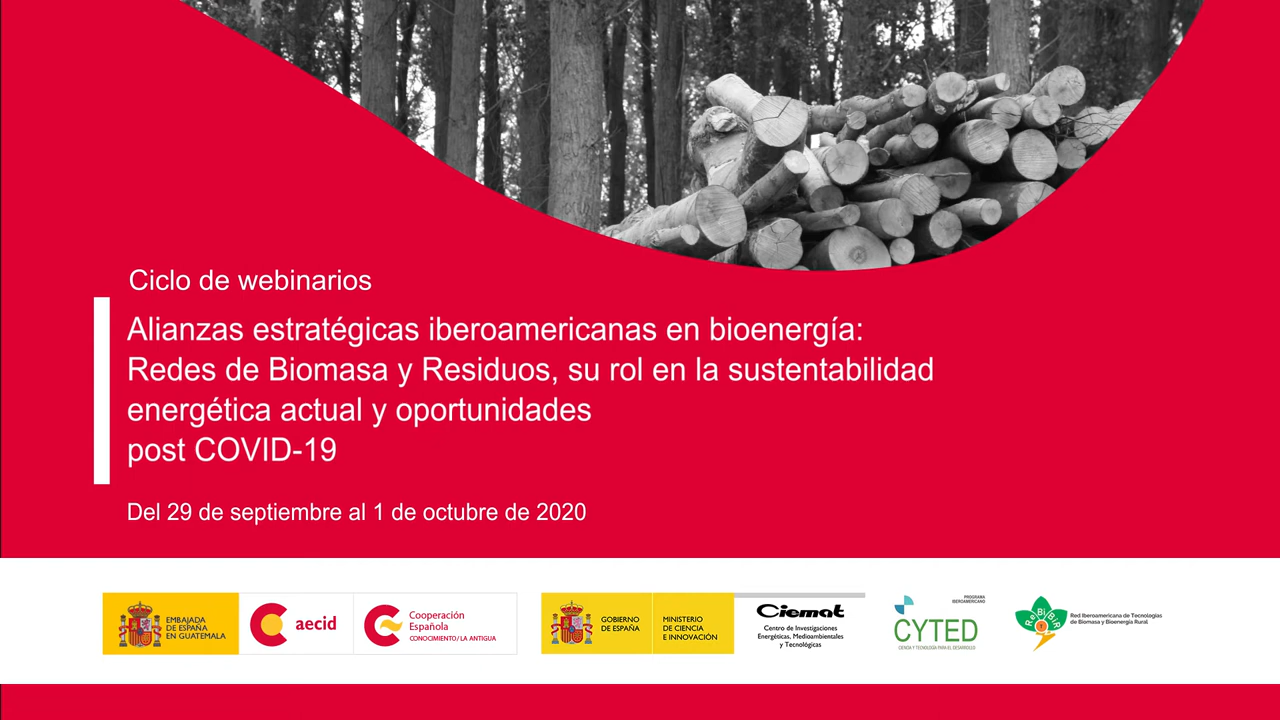 Ciclo de webinarios
Alianzas estratégicas iberoamericanas en bioenergía:
Redes de Biomasa y Residuos, su rol en la sustentabilidad
energética actual y oportunidades
post COVID-19
Del 29 de septiembre al 1 de octubre de 2020
EMBAJADA
DE ESPAÑA
EN GUATEMALA
aecid
Cooperación
Española
CONOCIMIENTO/LA ANTIGUA
GOBIERNO
DE ESPAÑA
MINISTERIO
DE CIENCIA
E INNOVACIÓN
Ciemat
Centro de Investigaciones
Energéticas, Medioambientales
y Tecnológicas
PROGRAMA
IBEROAMERICANO
CYTED
CIENCIA Y TECNOLOGÍA PARA EL DESARROLLO
Red Iberoamericana de Tecnologías
de Biomasa y Bioenergía Rural